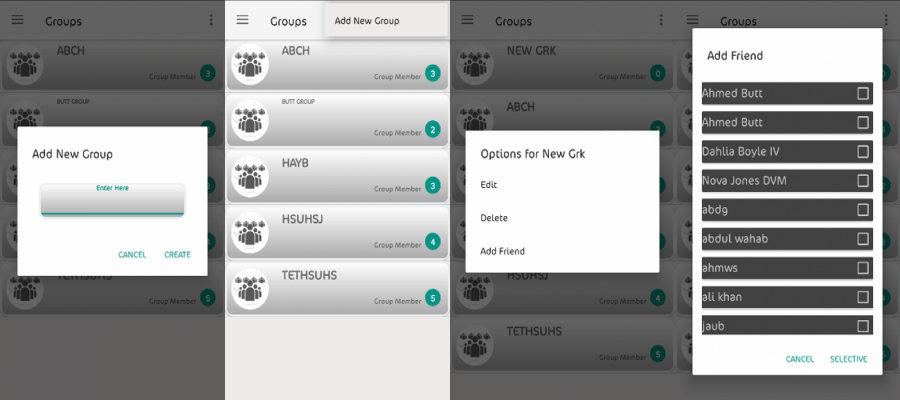 Groups
ABCH
Group Member 3
Add New Group
Enter Here
CANCEL CREATE
TETHSUHS
5
Groups
Add New Group
ABCH
Group Member 3
BUTT GROUP
Group Member 2
HAYB
Group Member 3
HSUHSJ
Group Member 4
TETHSUHS
Group Member 5
Groups
NEW GRK
Group Member 0
ABCH
Options for New Grk
Edit
Delete
Add Friend
HSUHSJ
Group Member 4
TETHSUHS
Group Member 5
Groups
Add Friend
Ahmed Butt
Ahmed Butt
Dahlia Boyle IV
Nova Jones DVM
abdg
abdul wahab
ahmws
ali khan
jaub
CANCEL SELECTIVE